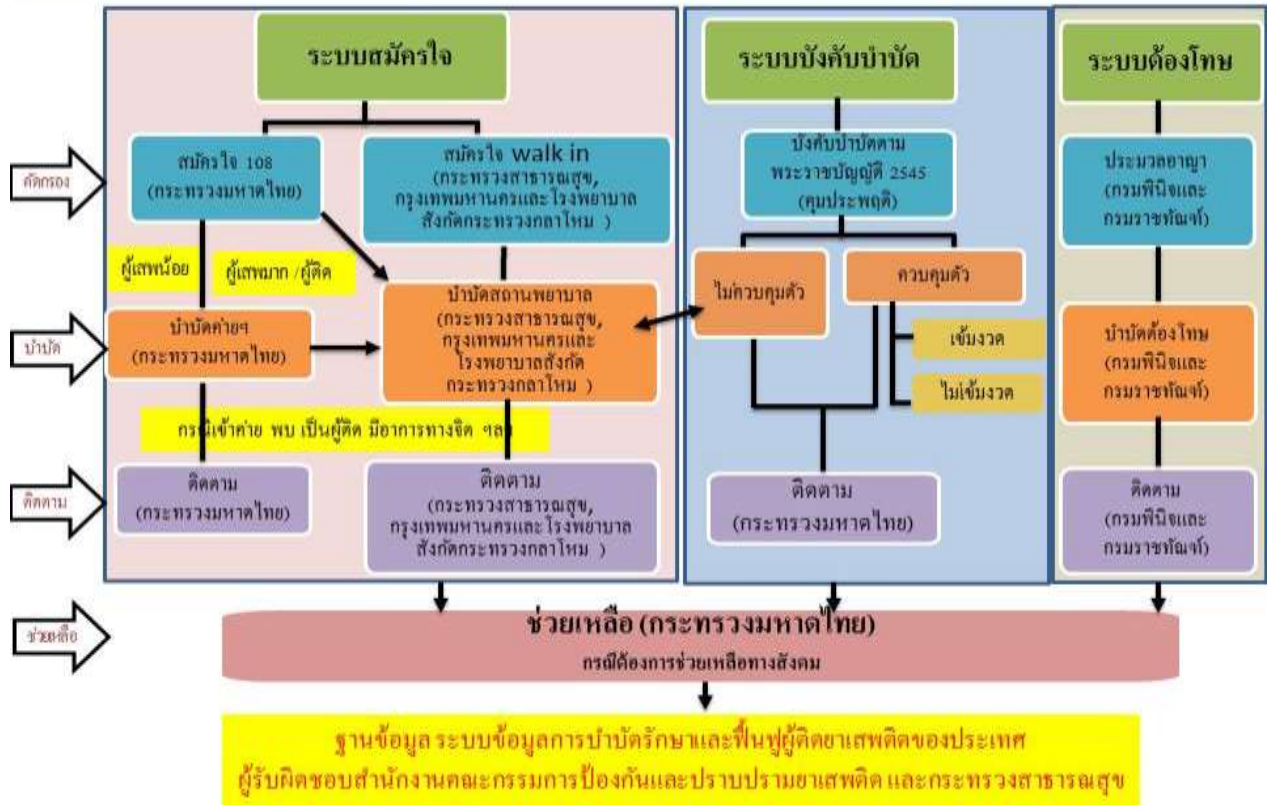 ระบบสมัครใจ
ระบบบังคับบำบัด
ระบบต้องโทษ
คัดกรอง
สมัครใจ 108
(กระทรวงมหาดไทย)
สมัครใจ walk in
(กระทรวงสาธารณสุข,
กรุงเทพมหานครและโรงพยาบาล
สังกัดกระทรวงกลาโหม )
บังคับบำบัดตาม
พระราชบัญญัติ 2545
(คุมประพฤติ)
ประมวลอาญา
(กรมพินิจและ
กรมราชทัณฑ์)
ผู้เสพน้อย
ผู้เสพมาก /ผู้ติด
บำบัด
บำบัดค่ายฯ
(กระทรวงมหาดไทย)
บำบัดสถานพยาบาล
(กระทรวงสาธารณสุข,
กรุงเทพมหานครและ
โรงพยาบาลสังกัด
กระทรวงกลาโหม )
ไม่ควบคุมตัว
ควบคุมตัว
เข้มงวด
ไม่เข้มงวด
บำบัดต้องโทษ
(กรมพินิจและ
กรมราชทัณฑ์)
กรณีเข้าค่าย พบ เป็นผู้ติด มีอาการทางจิต ฯลฯ
ติดตาม
ติดตาม
(กระทรวงมหาดไทย)
ติดตาม
(กระทรวงสาธารณสุข,
กรุงเทพมหานครและโรงพยาบาล
สังกัดกระทรวงกลาโหม )
ติดตาม
(กระทรวงมหาดไทย)
ติดตาม
(กรมพินิจและ
กรมราชทัณฑ์)
ช่วยเหลือ
ช่วยเหลือ (กระทรวงมหาดไทย)
กรณีต้องการช่วยเหลือทางสังคม
ฐานข้อมูล ระบบข้อมูลการบำบัดรักษาและฟื้นฟูผู้ติดยาเสพติดของประเทศ
ผู้รับผิดชอบสำนักงานคณะกรรมการป้องกันและปราบปรามยาเสพติด และกระทรวงสาธารณสุข